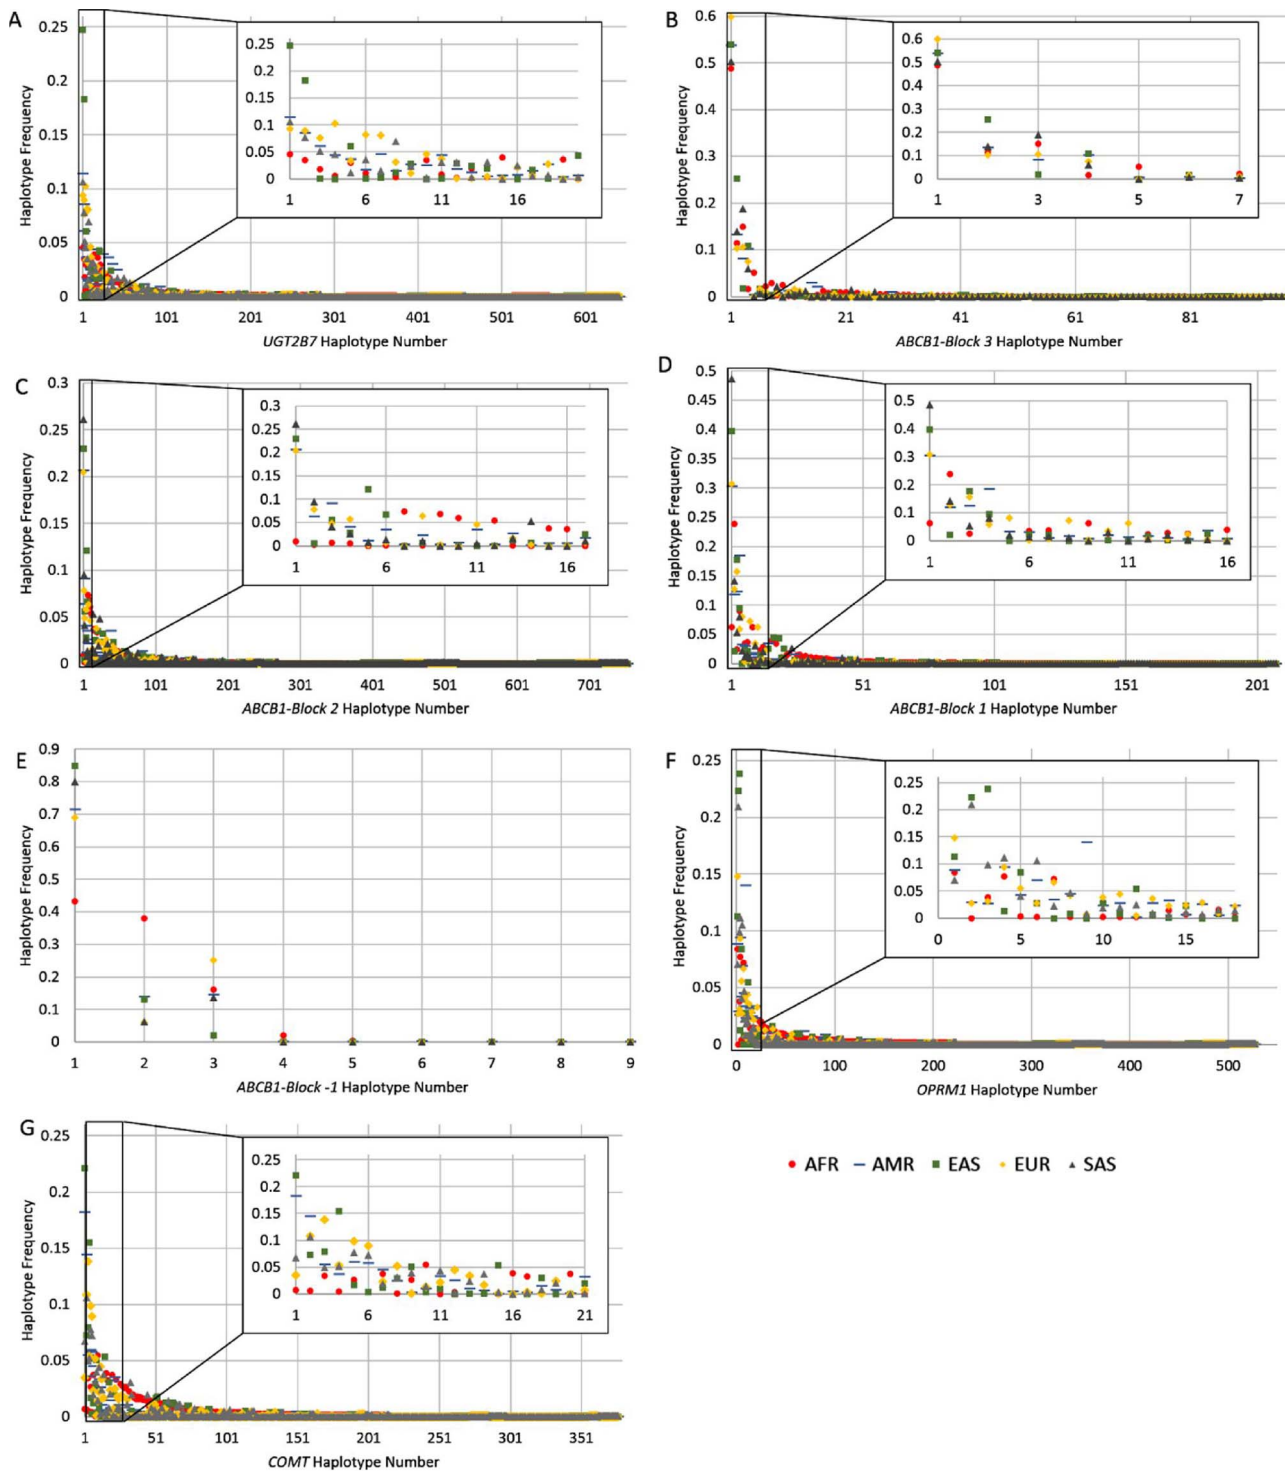 A
Haplotype Frequency
0.25
0.2
0.15
0.1
0.05
0
1 101 201 301 401 501 601
UGT2B7 Haplotype Number
0.25
0.2
0.15
0.1
0.05
0
1 6 11 16
B
Haplotype Frequency
0.6
0.5
0.4
0.3
0.2
0.1
0
1 21 41 61 81
ABCB1-Block 3 Haplotype Number
0.6
0.5
0.4
0.3
0.2
0.1
0
1 3 5 7
C
Haplotype Frequency
0.3
0.25
0.2
0.15
0.1
0.05
0
1 101 201 301 401 501 601 701
ABCB1-Block 2 Haplotype Number
0.3
0.25
0.2
0.15
0.1
0.05
0
1 6 11 16
D
Haplotype Frequency
0.5
0.45
0.4
0.35
0.3
0.25
0.2
0.15
0.1
0.05
0
1 51 101 151 201
ABCB1-Block 1 Haplotype Number
0.5
0.4
0.3
0.2
0.1
0
1 6 11 16
E
Haplotype Frequency
0.9
0.8
0.7
0.6
0.5
0.4
0.3
0.2
0.1
0
1 2 3 4 5 6 7 8 9
ABCB1-Block -1 Haplotype Number
F
Haplotype Frequency
0.25
0.2
0.15
0.1
0.05
0
0 100 200 300 400 500
OPRM1 Haplotype Number
0.25
0.2
0.15
0.1
0.05
0
0 5 10 15
G
Haplotype Frequency
0.25
0.2
0.15
0.1
0.05
0
1 51 101 151 201 251 301 351
COMT Haplotype Number
0.25
0.2
0.15
0.1
0.05
0
1 6 11 16 21
AFR AMR EAS EUR SAS